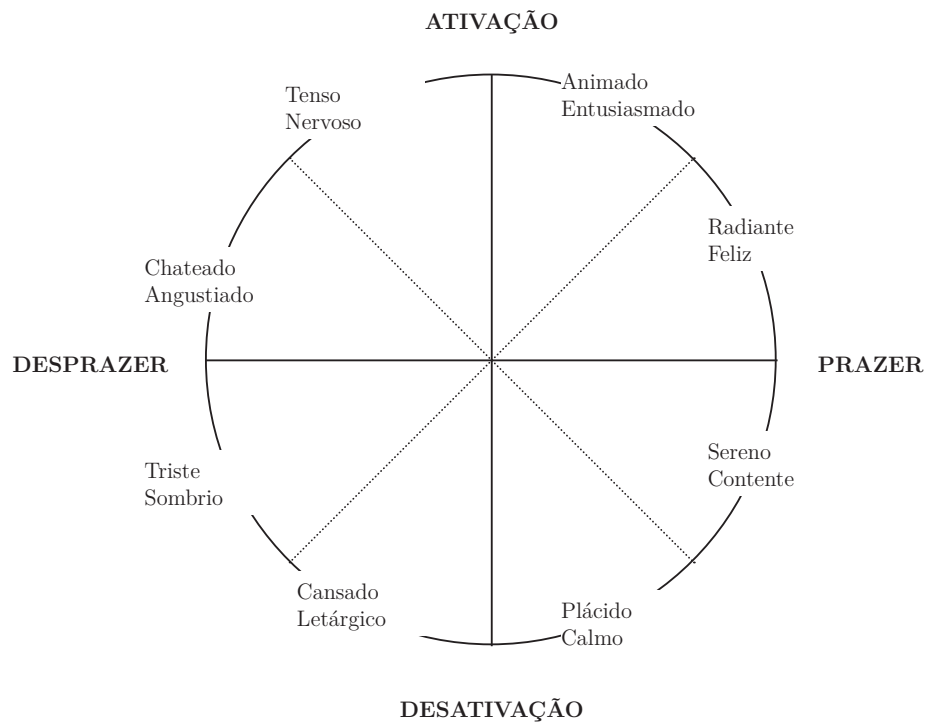 ATIVAÇÃO
Tenso
Nervoso
Animado
Entusiasmado
Radiante
Feliz
Chateado
Angustiado
DESPRAZER
PRAZER
Triste
Sombrio
Sereno
Contente
Cansado
Letárgico
Plácido
Calmo
DESATIVAÇÃO